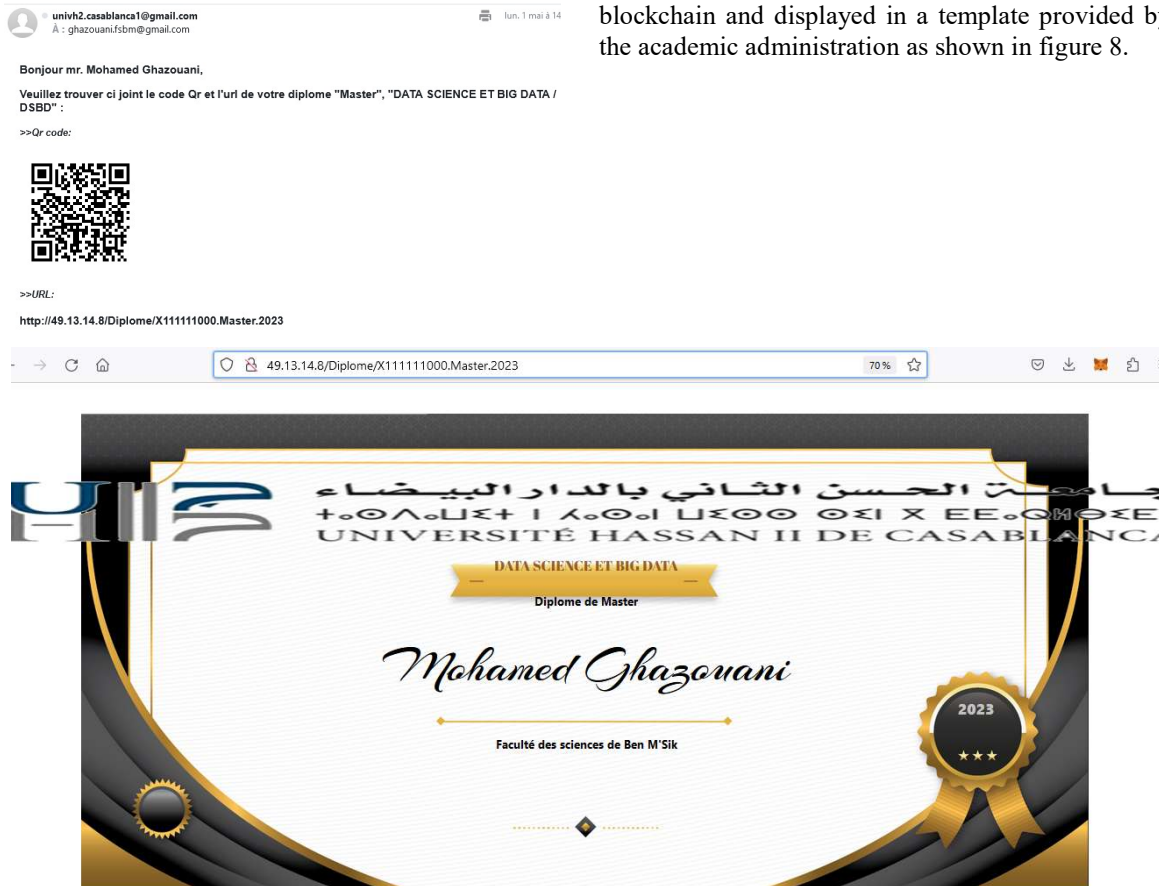 univh2.casablanca1@gmail.com
lun. 1 mai à 14
À : ghazouani.fsbm@gmail.com
blockchain and displayed in a template provided by
the academic administration as shown in figure 8.
Bonjour mr. Mohamed Ghazouani,
Veuillez trouver ci joint le code Qr et l'url de votre diplome "Master", "DATA SCIENCE ET BIG DATA /
DSBD" :
>>Qr code:
>>URL:
http://49.13.14.8/Diplome/X111111000.Master.2023
49.13.14.8/Diplome/X111111000.Master.2023
70 %
جامعة الحسن الثاني بالدار البيضاء
ⵜⴰⵙⴷⴰⵡⵉⵜ ⵏ ⵃⴰⵙⴰⵏ ⵡⵉⵙⵙ ⵙⵉⵏ ⴳ
UNIVERSITÉ HASSAN II DE CASABLANCA
DATA SCIENCE ET BIG DATA
Diplome de Master
Mohamed Ghazouani
2023
Faculté des sciences de Ben M'Sik